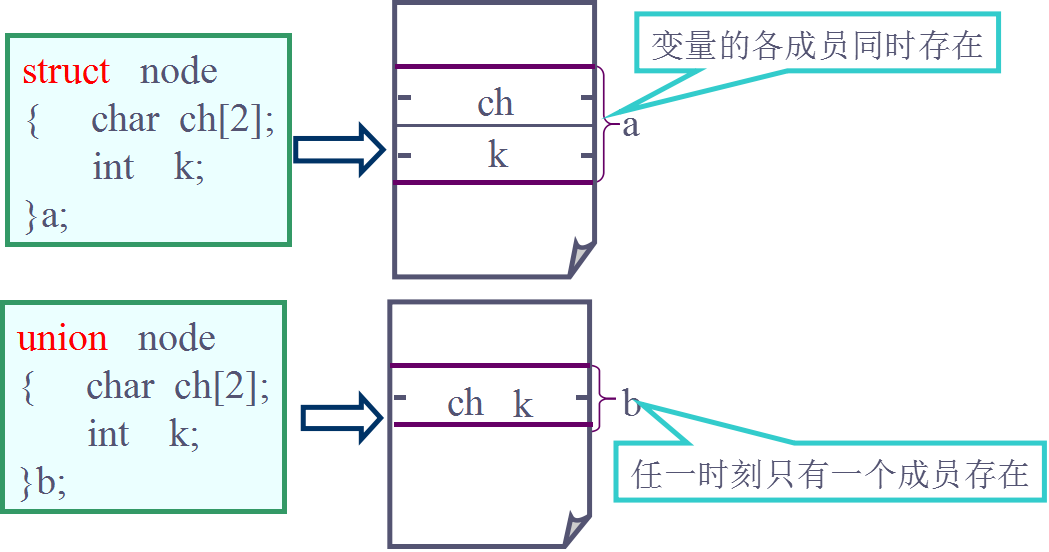 struct node
{ char ch[2];
int k;
}a;
ch
k
a
变量的各成员同时存在
union node
{ char ch[2];
int k;
}b;
ch k
b
任一时刻只有一个成员存在